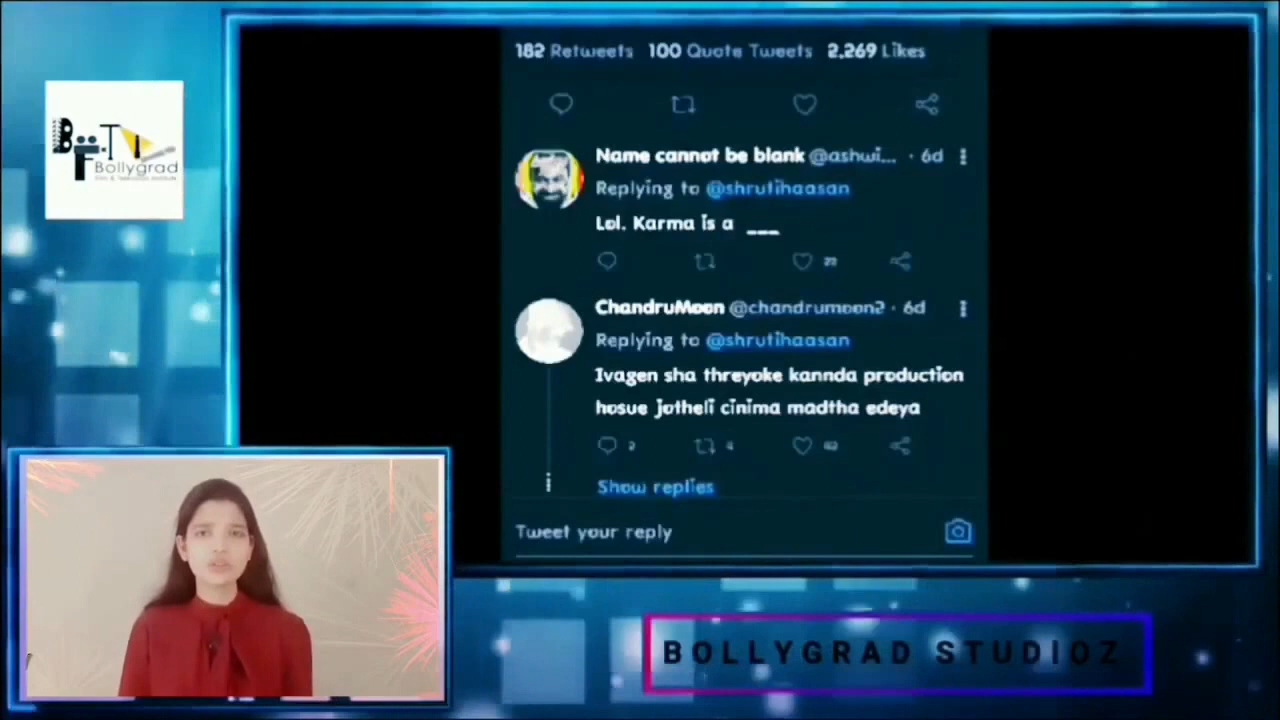 182 Retweets 100 Quote Tweets 2,269 Likes
Name cannot be blank @ashwi... · 6d
Replying to @shrutihaasan
Lol. Karma is a ___
ChandruMoon @chandrumoon2 · 6d
Replying to @shrutihaasan
Ivagen sha threyoke kannda production
hosue jotheli cinima madtha edeya
Show replies
Tweet your reply
Bollygrad
BOLLYGRAD STUDIOZ